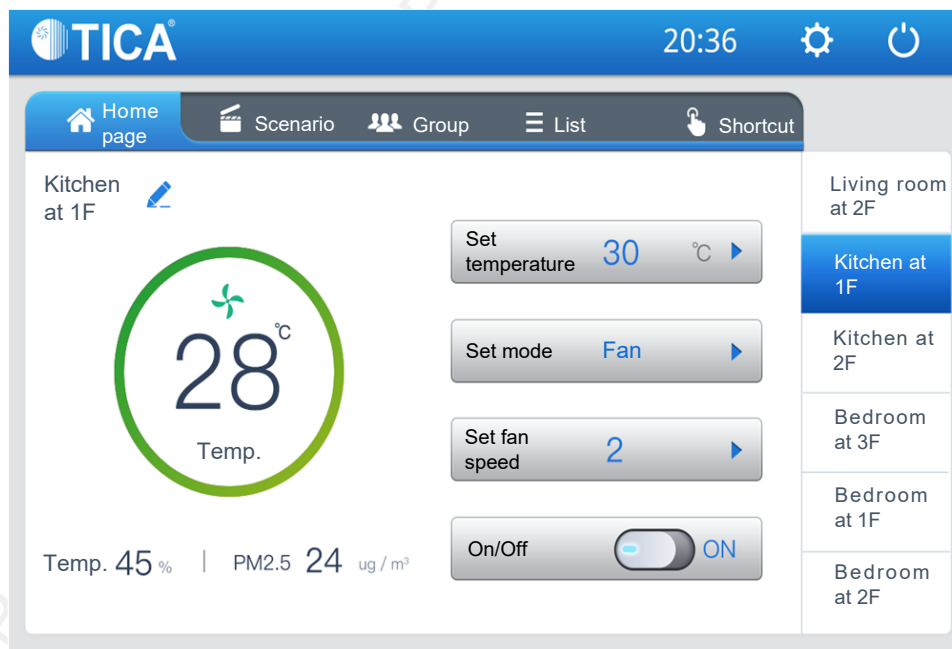 TICA®
20:36
Home
page
Scenario
Group
List
Shortcut
Kitchen
at 1F
28 °C
Temp.
Temp. 45 % | PM2.5 24 ug / m³
Set
temperature 30 °C
Set mode Fan
Set fan
speed 2
On/Off ON
Living room
at 2F
Kitchen at
1F
Kitchen at
2F
Bedroom
at 3F
Bedroom
at 1F
Bedroom
at 2F